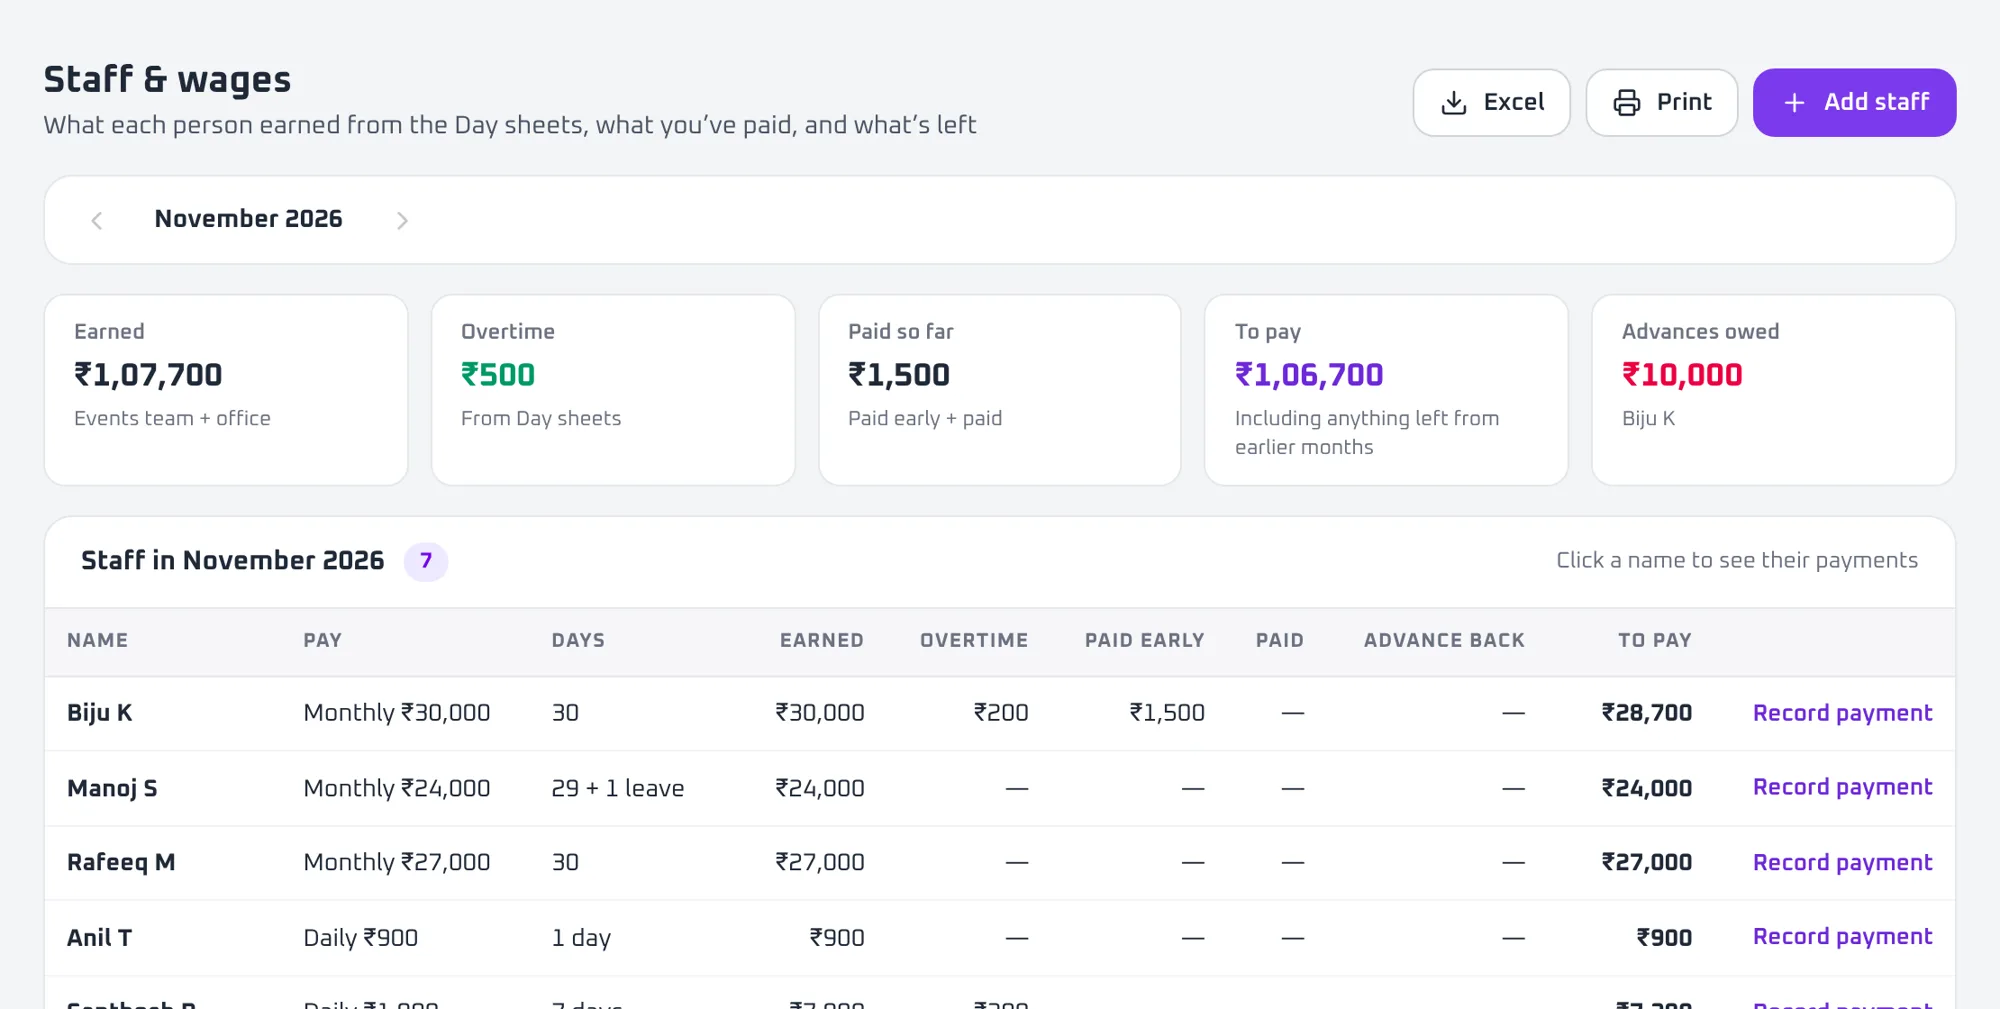 Staff & wages
What each person earned from the Day sheets, what you’ve paid, and what’s left
Excel
Print
+ Add staff
November 2026
Earned
₹1,07,700
Events team + office
Overtime
₹500
From Day sheets
Paid so far
₹1,500
Paid early + paid
To pay
₹1,06,700
Including anything left from
earlier months
Advances owed
₹10,000
Biju K
Staff in November 2026 7
Click a name to see their payments
NAME PAY DAYS EARNED OVERTIME PAID EARLY PAID ADVANCE BACK TO PAY
Biju K Monthly ₹30,000 30 ₹30,000 ₹200 ₹1,500 — — ₹28,700 Record payment
Manoj S Monthly ₹24,000 29 + 1 leave ₹24,000 — — — — ₹24,000 Record payment
Rafeeq M Monthly ₹27,000 30 ₹27,000 — — — — ₹27,000 Record payment
Anil T Daily ₹900 1 day ₹900 — — — — ₹900 Record payment